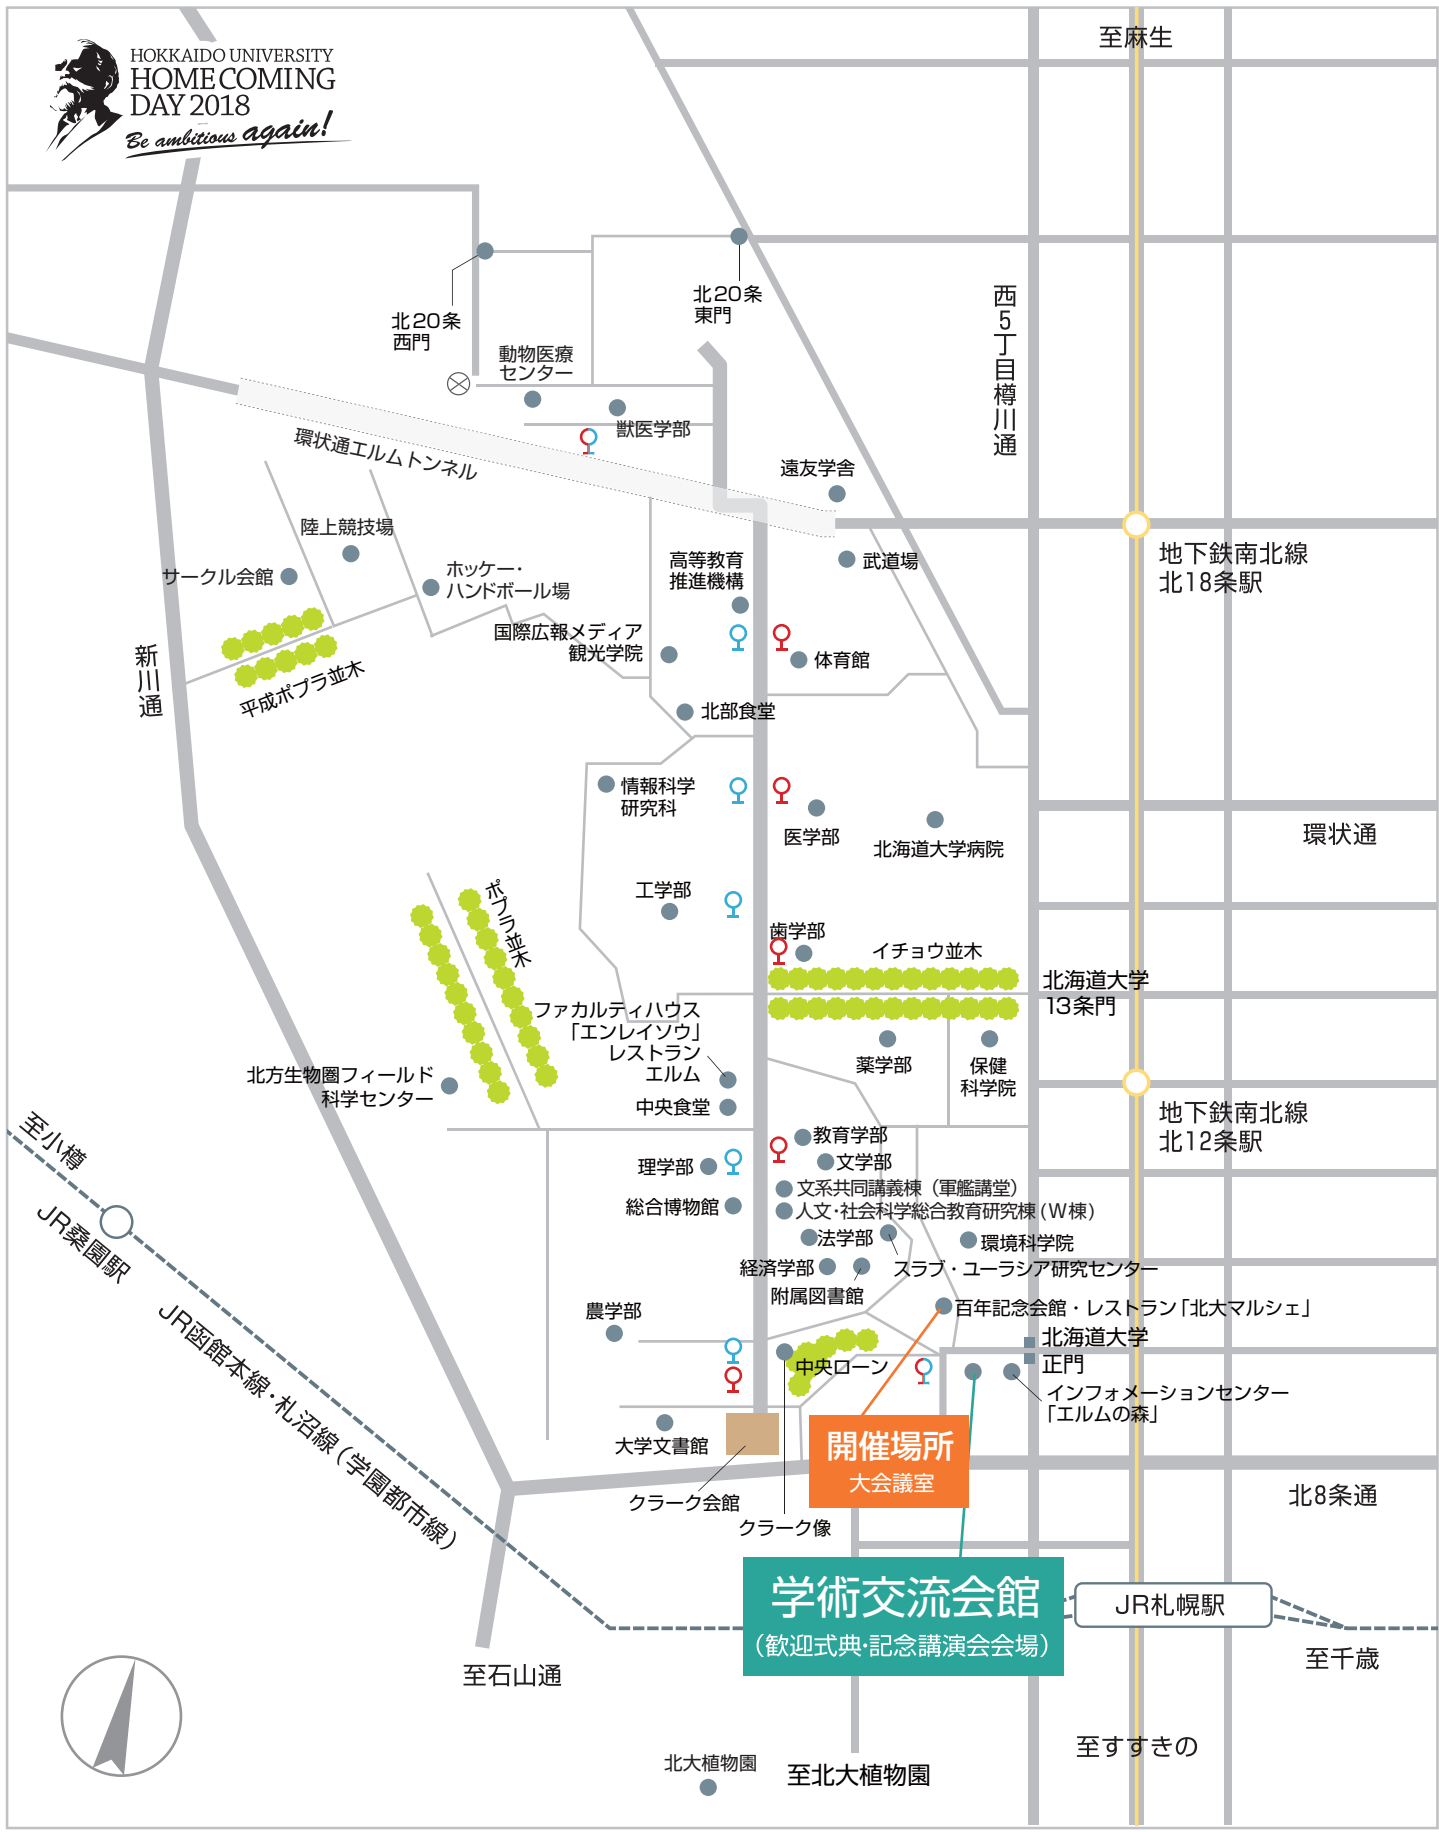 至麻生
HOKKAIDO UNIVERSITY
HOME COMING
DAY 2018
Be ambitious again!
北20条
西門
北20条
東門
西5丁目樽川通
動物医療
センター
獣医学部
環状通エルムトンネル
遠友学舎
陸上競技場
サークル会館
ホッケー・
ハンドボール場
高等教育
推進機構
武道場
地下鉄南北線
北18条駅
国際広報メディア
観光学院
体育館
新川通
平成ポプラ並木
北部食堂
情報科学
研究科
医学部
北海道大学病院
環状通
工学部
ポプラ並木
歯学部
イチョウ並木
北海道大学
13条門
ファカルティハウス
「エンレイソウ」
レストラン
エルム
薬学部
保健
科学院
北方生物圏フィールド
科学センター
中央食堂
地下鉄南北線
北12条駅
至小樽
教育学部
理学部
文学部
文系共同講義棟（軍艦講堂）
総合博物館
人文・社会科学総合教育研究棟(W棟)
JR桑園駅
法学部
環境科学院
経済学部
スラブ・ユーラシア研究センター
附属図書館
農学部
百年記念会館・レストラン「北大マルシェ」
JR函館本線・札沼線(学園都市線)
北海道大学
正門
中央ローン
インフォメーションセンター
「エルムの森」
大学文書館
開催場所
大会議室
クラーク会館
北8条通
クラーク像
学術交流会館
（歓迎式典・記念講演会会場）
JR札幌駅
至石山通
至千歳
至すすきの
北大植物園
至北大植物園